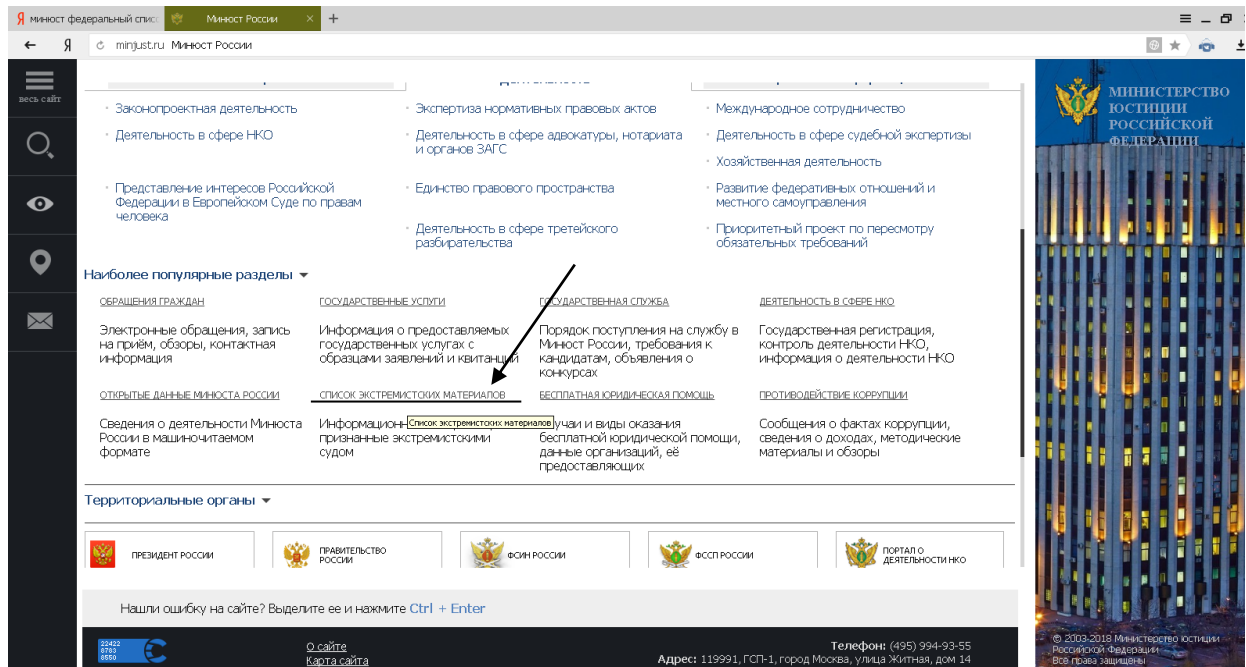 минюст федеральный спис
Минюст России
minjust.ru Минюст России
весь сайт
МИНИСТЕРСТВО
ЮСТИЦИИ
РОССИЙСКОЙ
ФЕДЕРАЦИИ
Законопроектная деятельность
Экспертиза нормативных правовых актов
Международное сотрудничество
Деятельность в сфере НКО
Деятельность в сфере адвокатуры, нотариата
и органов ЗАГС
Деятельность в сфере судебной экспертизы
Хозяйственная деятельность
Представление интересов Российской
Федерации в Европейском Суде по правам
человека
Единство правового пространства
Развитие федеративных отношений и
местного самоуправления
Деятельность в сфере третейского
разбирательства
Приоритетный проект по пересмотру
обязательных требований
Наиболее популярные разделы
ОБРАЩЕНИЯ ГРАЖДАН
Электронные обращения, запись
на приём, обзоры, контактная
информация
ГОСУДАРСТВЕННЫЕ УСЛУГИ
Информация о предоставляемых
государственных услугах с
образцами заявлений и квитанций
ГОСУДАРСТВЕННАЯ СЛУЖБА
Порядок поступления на службу в
Минюст России, требования к
кандидатам, объявления о
конкурсах
ДЕЯТЕЛЬНОСТЬ В СФЕРЕ НКО
Государственная регистрация,
контроль деятельности НКО,
информация о деятельности НКО
ОТКРЫТЫЕ ДАННЫЕ МИНЮСТА РОССИИ
Сведения о деятельности Минюста
России в машиночитаемом
формате
СПИСОК ЭКСТРЕМИСТСКИХ МАТЕРИАЛОВ
Список экстремистских материалов
признанные экстремистскими
судом
БЕСПЛАТНАЯ ЮРИДИЧЕСКАЯ ПОМОЩЬ
и виды оказания
бесплатной юридической помощи,
данные организаций, её
предоставляющих
ПРОТИВОДЕЙСТВИЕ КОРРУПЦИИ
Сообщения о фактах коррупции,
сведения о доходах, методические
материалы и обзоры
Территориальные органы
ПРЕЗИДЕНТ РОССИИ
ПРАВИТЕЛЬСТВО
РОССИИ
ФСИН РОССИИ
ФССП РОССИИ
ПОРТАЛ О
ДЕЯТЕЛЬНОСТИ НКО
Нашли ошибку на сайте? Выделите ее и нажмите Ctrl + Enter
22422
8783
8550
О сайте
Карта сайта
Телефон: (495) 994-93-55
Адрес: 119991, ГСП-1, город Москва, улица Житная, дом 14
© 2003-2018 Министерство юстиции
Российской Федерации
Все права защищены